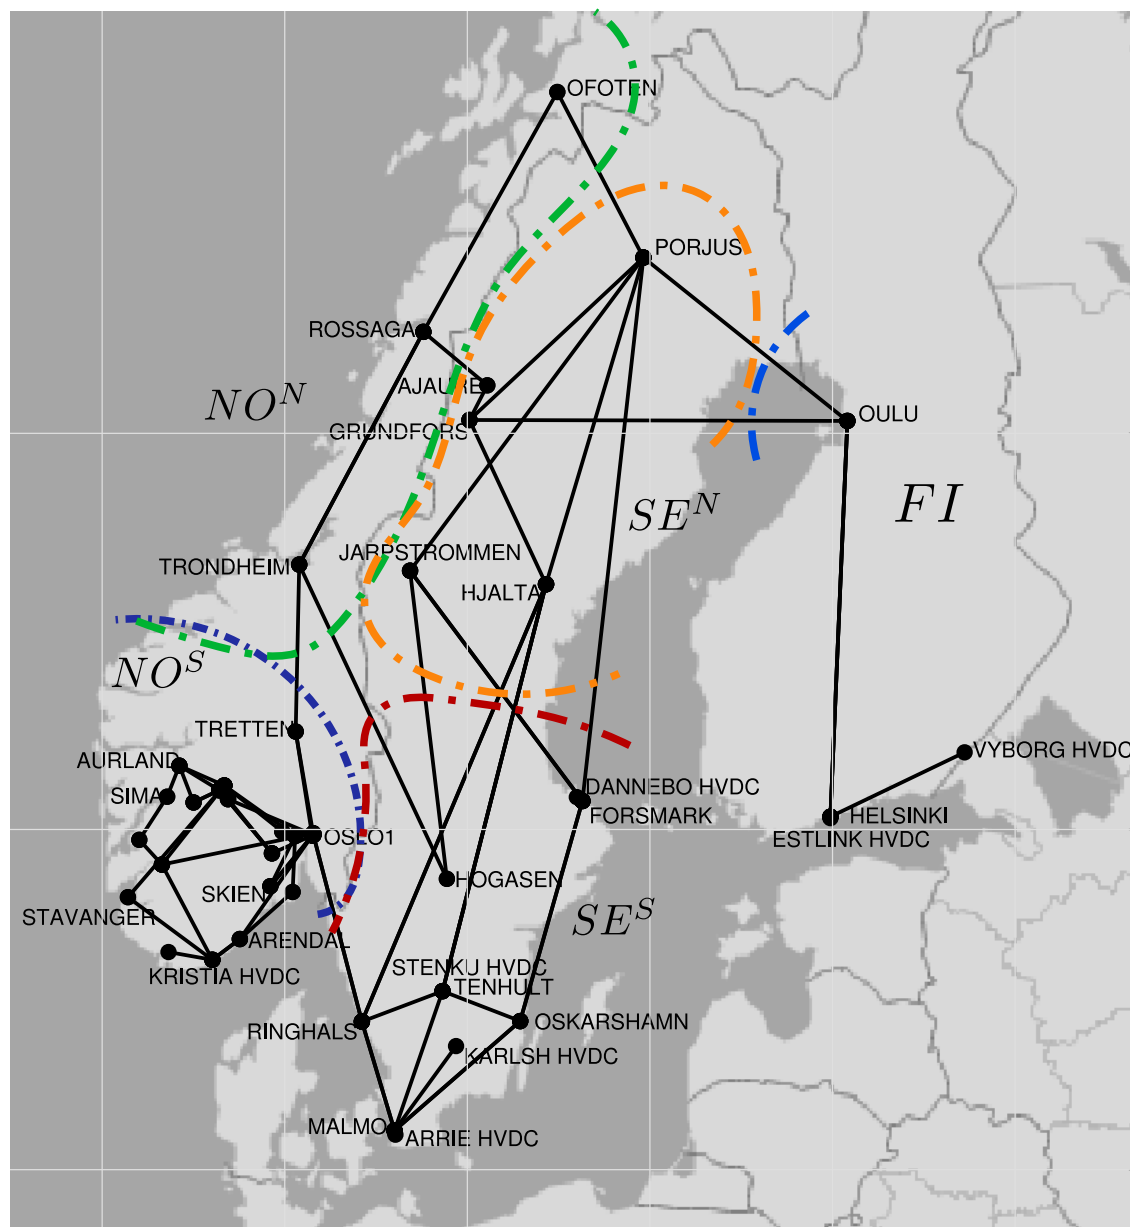 OFOTEN
PORJUS
ROSSAGA
AJAURE
NO^N
GRUNDFORS
OULU
SE^N
FI
JARPSTROMMEN
TRONDHEIM
HJALTA
NO^S
TRETTEN
AURLAND
VYBORG HVDC
SIMA
DANNEBO HVDC
FORSMARK
HELSINKI
OSLO1
ESTLINK HVDC
HOGASEN
SKIEN
STAVANGER
SE^S
ARENDAL
STENKU HVDC
KRISTIA HVDC
TENHULT
RINGHALS
OSKARSHAMN
KARLSH HVDC
MALMO
ARRIE HVDC